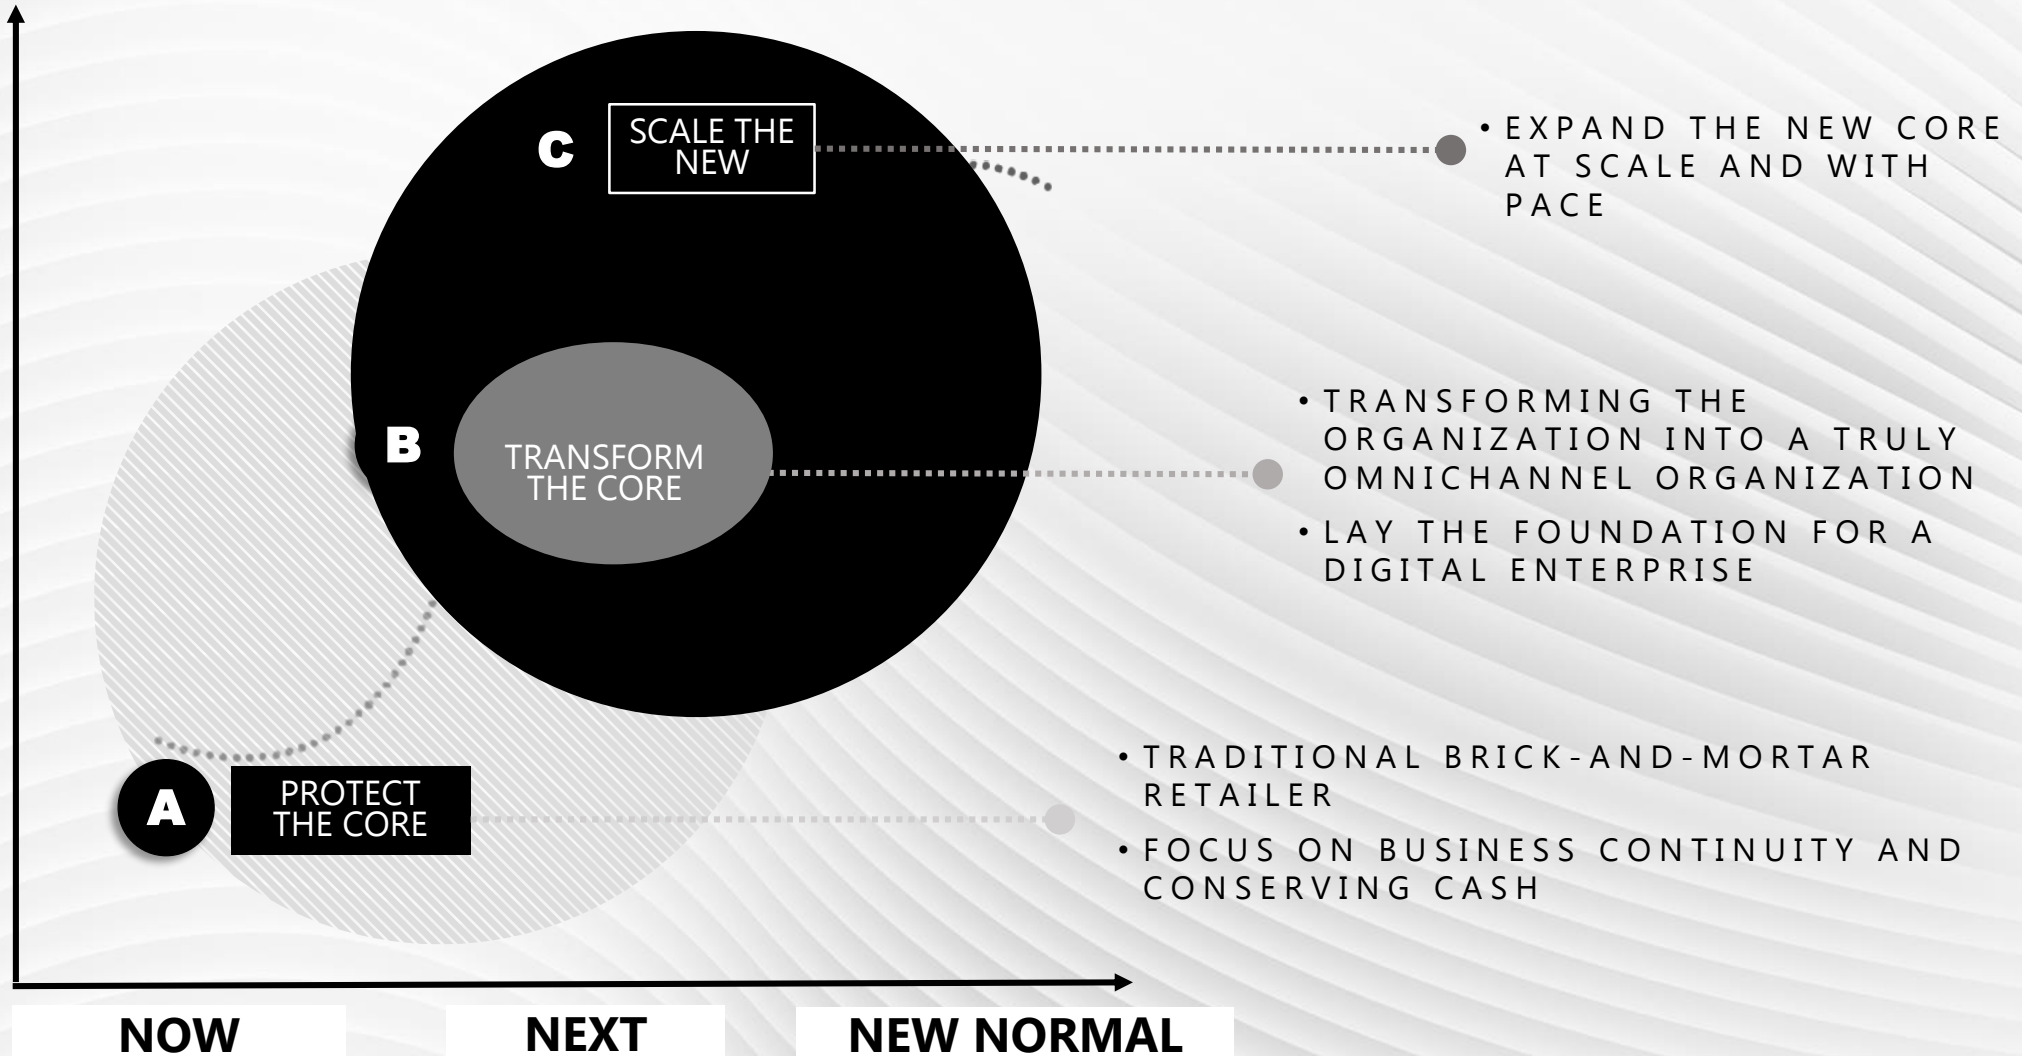 C
SCALE THE
NEW
• EXPAND THE NEW CORE
AT SCALE AND WITH
PACE
B
TRANSFORM
THE CORE
• TRANSFORMING THE
ORGANIZATION INTO A TRULY
OMNICHANNEL ORGANIZATION
• LAY THE FOUNDATION FOR A
DIGITAL ENTERPRISE
A
PROTECT
THE CORE
• TRADITIONAL BRICK-AND-MORTAR
RETAILER
• FOCUS ON BUSINESS CONTINUITY AND
CONSERVING CASH
NOW
NEXT
NEW NORMAL